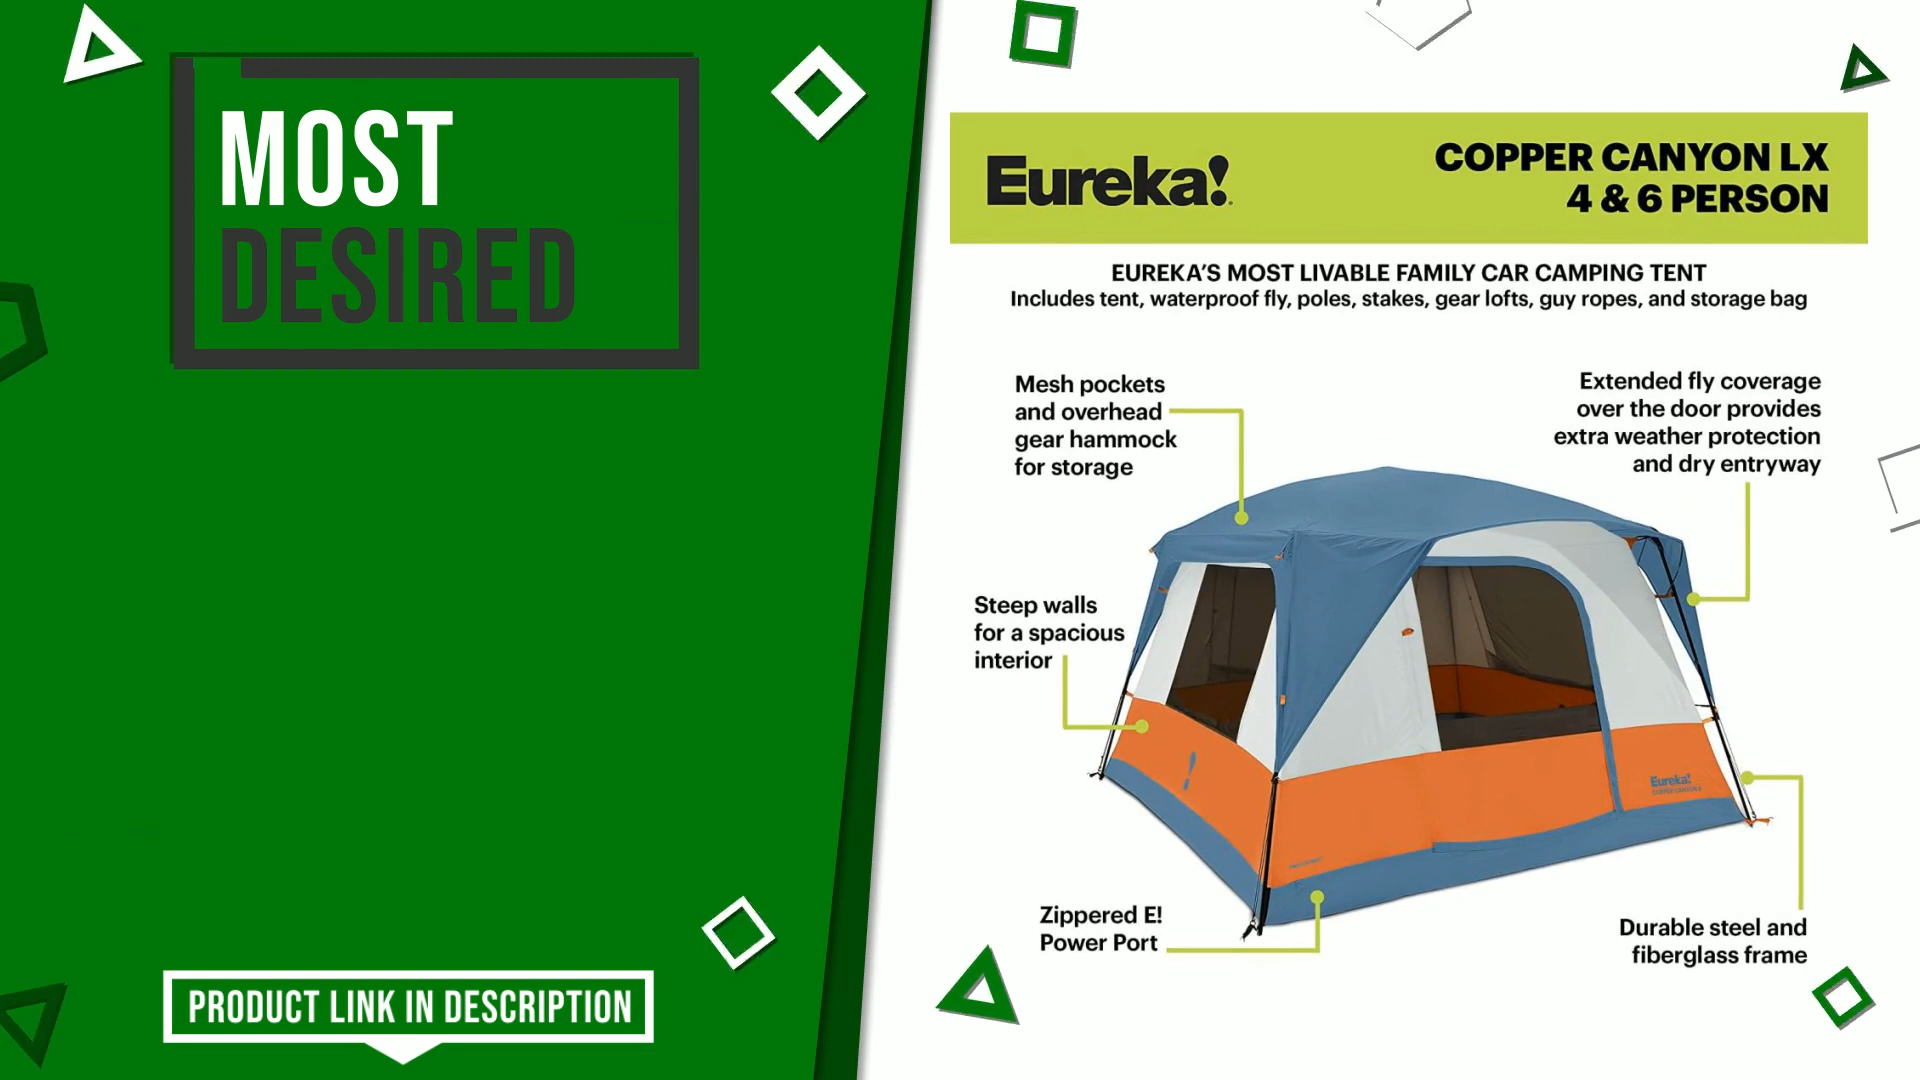 MOST
DESIRED
PRODUCT LINK IN DESCRIPTION
Eureka!
COPPER CANYON LX
4 & 6 PERSON
EUREKA'S MOST LIVABLE FAMILY CAR CAMPING TENT
Includes tent, waterproof fly, poles, stakes, gear lofts, guy ropes, and storage bag
Mesh pockets
and overhead
gear hammock
for storage
Extended fly coverage
over the door provides
extra weather protection
and dry entryway
Steep walls
for a spacious
interior
Eureka!
Zippered E!
Power Port
Durable steel and
fiberglass frame